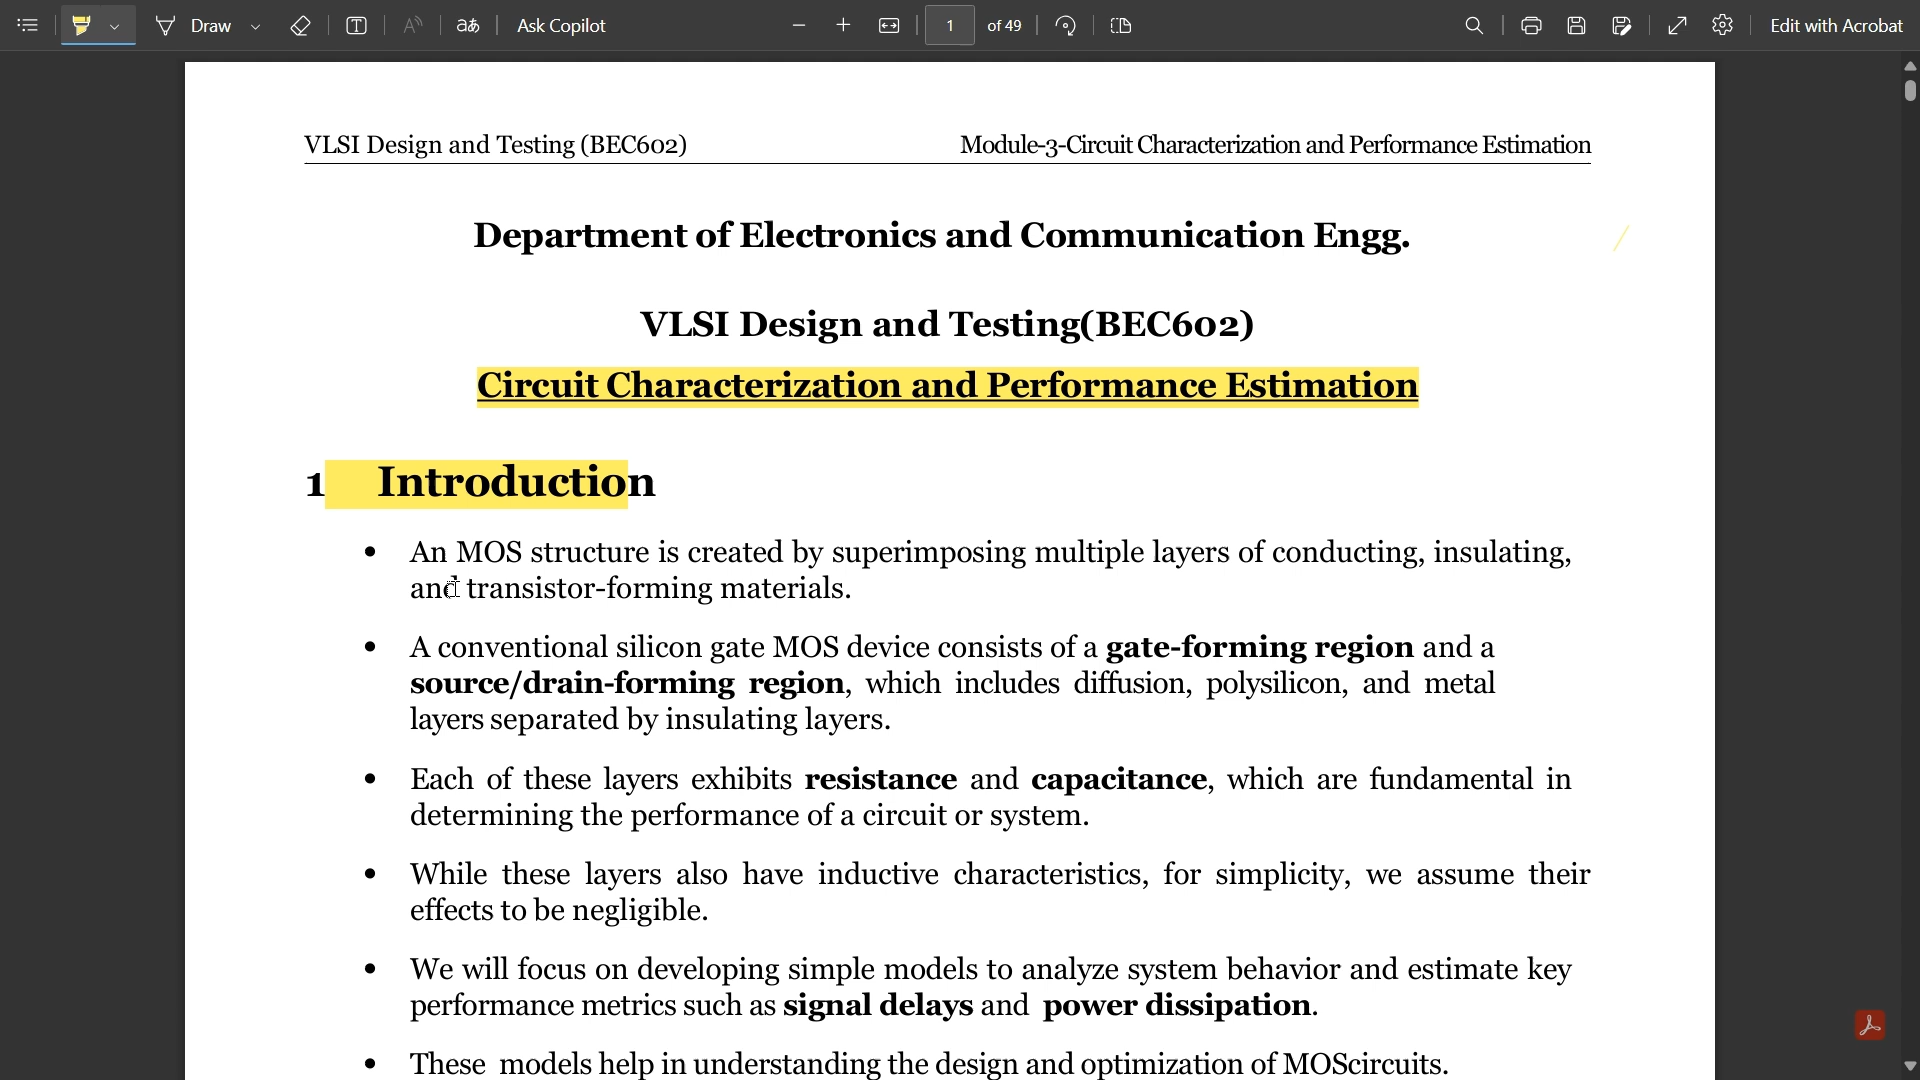 Draw
aあ
Ask Copilot
1 of 49
Edit with Acrobat
VLSI Design and Testing (BEC602) Module-3-Circuit Characterization and Performance Estimation
Department of Electronics and Communication Engg.
VLSI Design and Testing(BEC602)
Circuit Characterization and Performance Estimation
1 Introduction
• An MOS structure is created by superimposing multiple layers of conducting, insulating,
and transistor-forming materials.
• A conventional silicon gate MOS device consists of a gate-forming region and a
source/drain-forming region, which includes diffusion, polysilicon, and metal
layers separated by insulating layers.
• Each of these layers exhibits resistance and capacitance, which are fundamental in
determining the performance of a circuit or system.
• While these layers also have inductive characteristics, for simplicity, we assume their
effects to be negligible.
• We will focus on developing simple models to analyze system behavior and estimate key
performance metrics such as signal delays and power dissipation.
• These models help in understanding the design and optimization of MOScircuits.